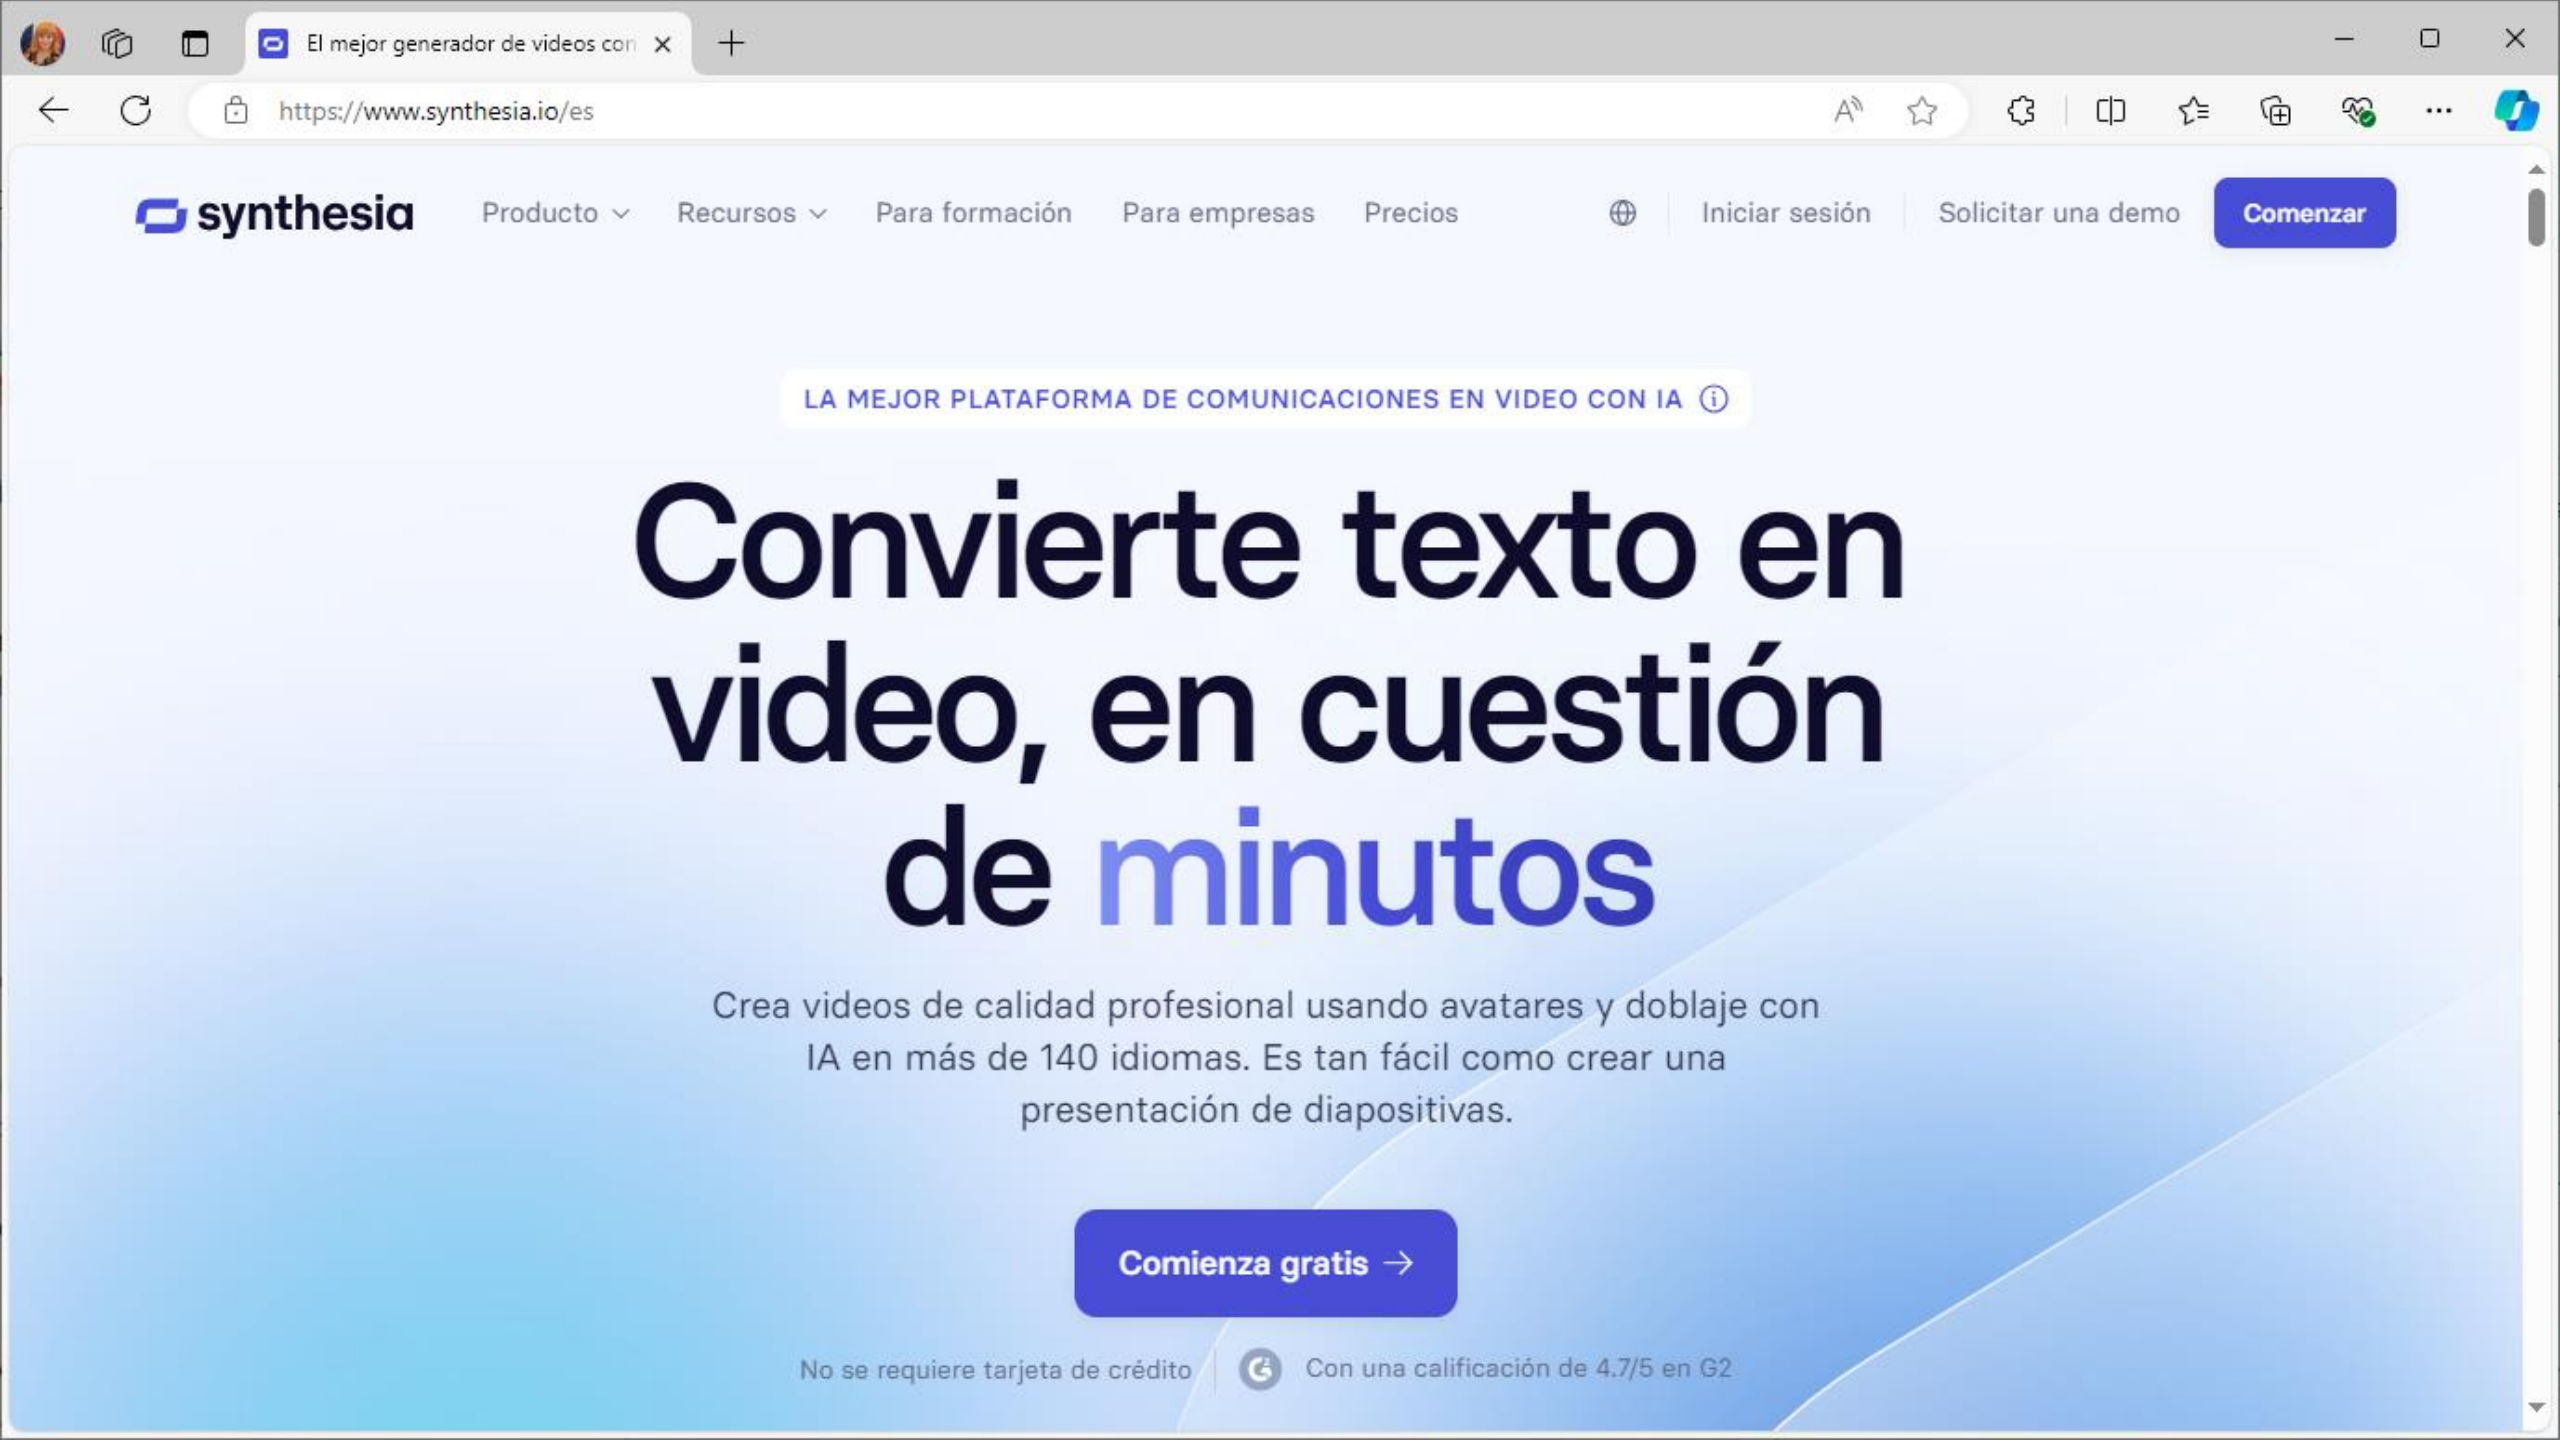 El mejor generador de videos con
https://www.synthesia.io/es
synthesia Producto Recursos Para formación Para empresas Precios Iniciar sesión Solicitar una demo Comenzar
LA MEJOR PLATAFORMA DE COMUNICACIONES EN VIDEO CON IA
Convierte texto en
video, en cuestión
de minutos
Crea videos de calidad profesional usando avatares y doblaje con
IA en más de 140 idiomas. Es tan fácil como crear una
presentación de diapositivas.
Comienza gratis →
No se requiere tarjeta de crédito Con una calificación de 4.7/5 en G2